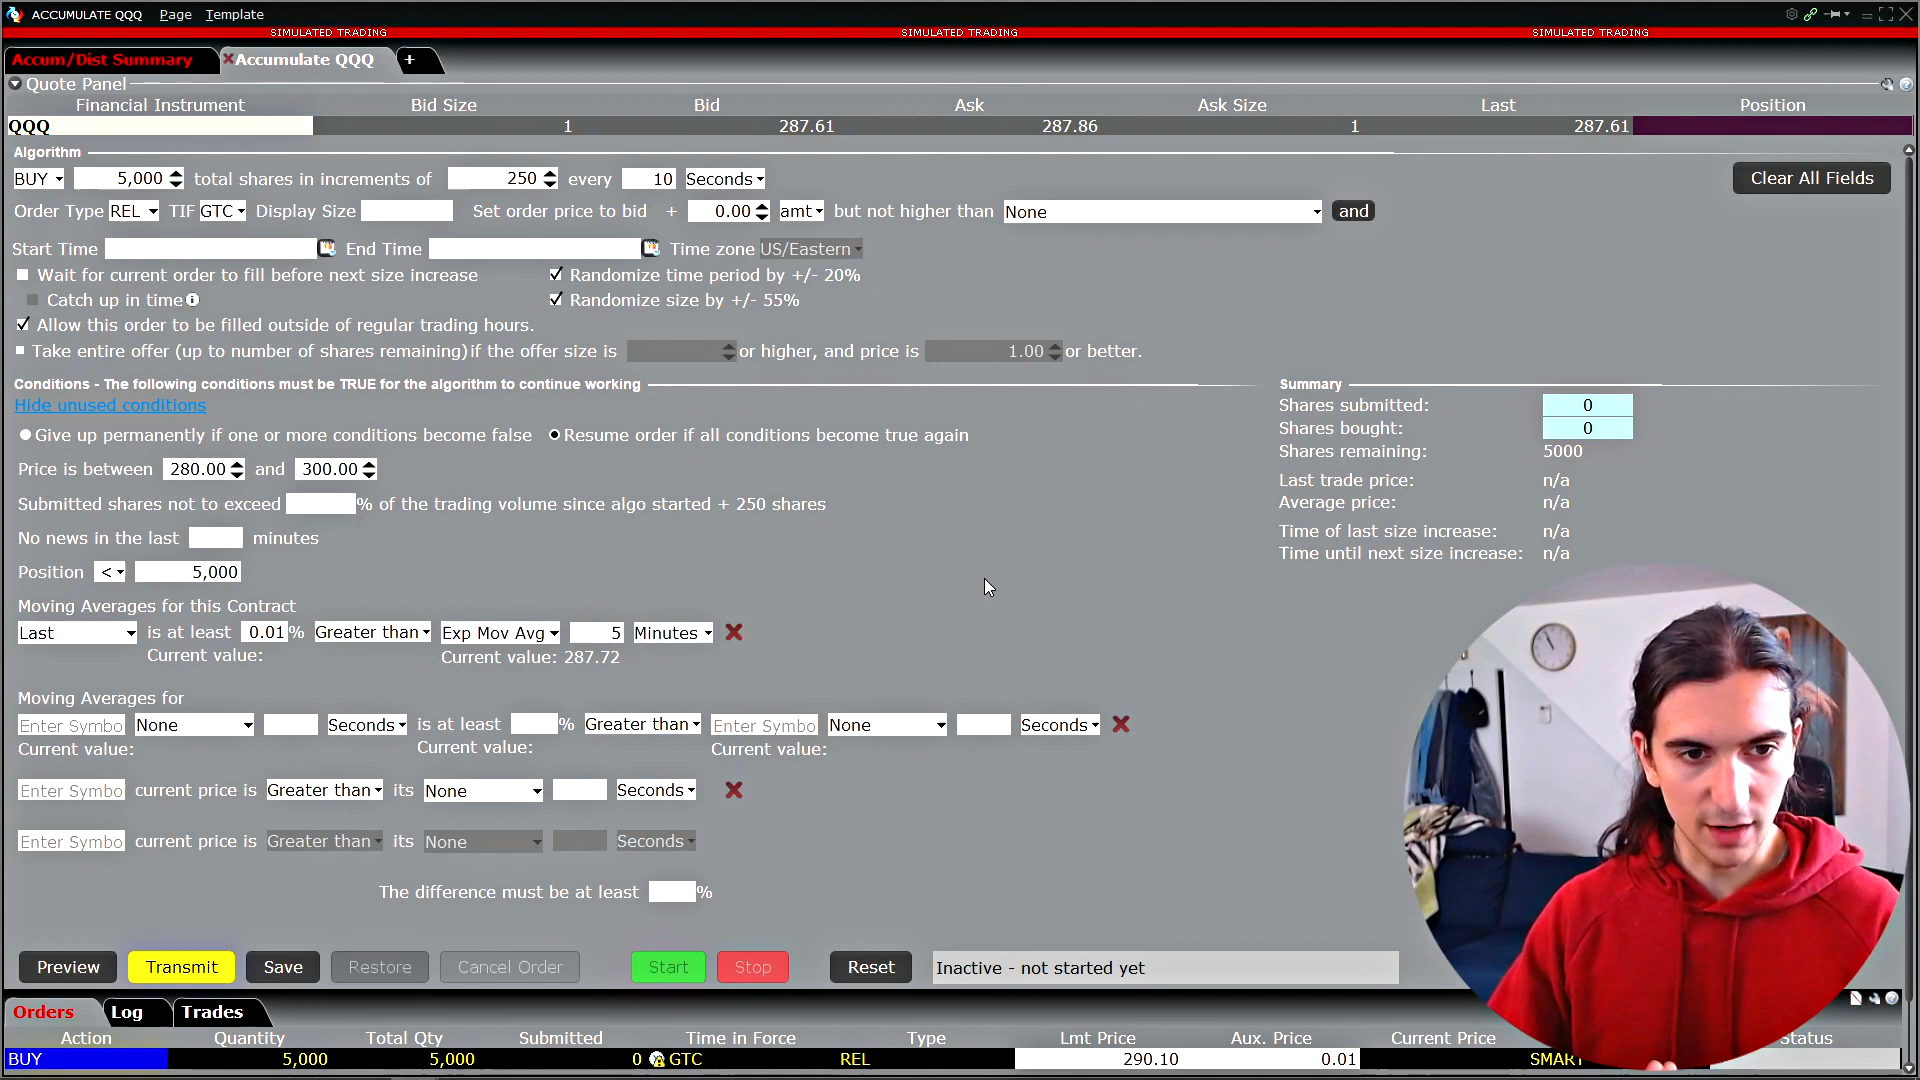 ACCUMULATE QQQ Page Template
SIMULATED TRADING SIMULATED TRADING SIMULATED TRADING
Accum/Dist Summary Accumulate QQQ +
Quote Panel
Financial Instrument Bid Size Bid Ask Ask Size Last Position
QQQ 1 287.61 287.86 1 287.61
Algorithm
BUY 5,000 total shares in increments of 250 every 10 Seconds Clear All Fields
Order Type REL TIF GTC Display Size Set order price to bid + 0.00 amt but not higher than None and
Start Time End Time Time zone US/Eastern
Wait for current order to fill before next size increase Randomize time period by +/- 20%
Catch up in time Randomize size by +/- 55%
Allow this order to be filled outside of regular trading hours.
Take entire offer (up to number of shares remaining) if the offer size is or higher, and price is 1.00 or better.
Conditions - The following conditions must be TRUE for the algorithm to continue working Summary
Hide unused conditions Shares submitted: 0
Give up permanently if one or more conditions become false Resume order if all conditions become true again Shares bought: 0
Shares remaining: 5000
Price is between 280.00 and 300.00 Last trade price: n/a
Submitted shares not to exceed % of the trading volume since algo started + 250 shares Average price: n/a
No news in the last minutes Time of last size increase: n/a
Time until next size increase: n/a
Position < 5,000
Moving Averages for this Contract
Last is at least 0.01 % Greater than Exp Mov Avg 5 Minutes
Current value: Current value: 287.72
Moving Averages for
Enter Symbo None Seconds is at least % Greater than Enter Symbo None Seconds
Current value: Current value: Current value:
Enter Symbo current price is Greater than its None Seconds
Enter Symbo current price is Greater than its None Seconds
The difference must be at least %
Preview Transmit Save Restore Cancel Order Start Stop Reset Inactive - not started yet
Orders Log Trades
Action Quantity Total Qty Submitted Time in Force Type Lmt Price Aux. Price Current Price Status
BUY 5,000 5,000 0 GTC REL 290.10 0.01 SMART